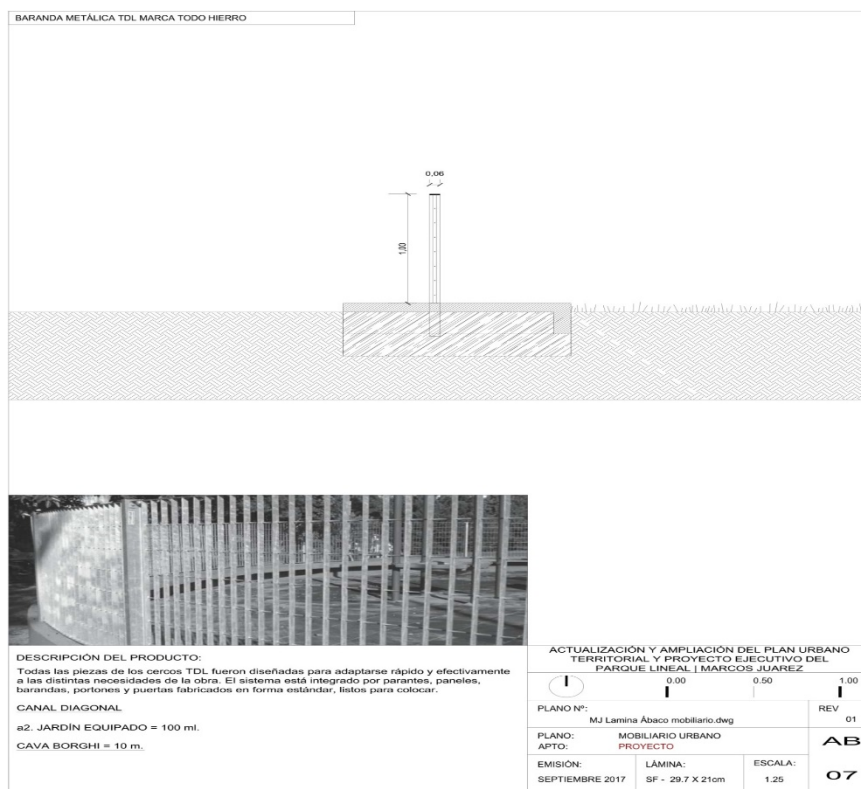 BARANDA METÁLICA TDL MARCA TODO HIERRO
0,06
1,00
DESCRIPCIÓN DEL PRODUCTO:
Todas las piezas de los cercos TDL fueron diseñadas para adaptarse rápido y efectivamente
a las distintas necesidades de la obra. El sistema está integrado por parantes, paneles,
barandas, portones y puertas fabricados en forma estándar, listos para colocar.
CANAL DIAGONAL
a2. JARDÍN EQUIPADO = 100 ml.
CAVA BORGHI = 10 m.
ACTUALIZACIÓN Y AMPLIACIÓN DEL PLAN URBANO
TERRITORIAL Y PROYECTO EJECUTIVO DEL
PARQUE LINEAL | MARCOS JUAREZ
0.00 0.50 1.00
PLANO Nº: REV
MJ Lamina Ábaco mobiliario.dwg 01
PLANO: MOBILIARIO URBANO
APTO: PROYECTO
AB
EMISIÓN: LÁMINA: ESCALA:
SEPTIEMBRE 2017 SF - 29.7 X 21cm 1.25
07